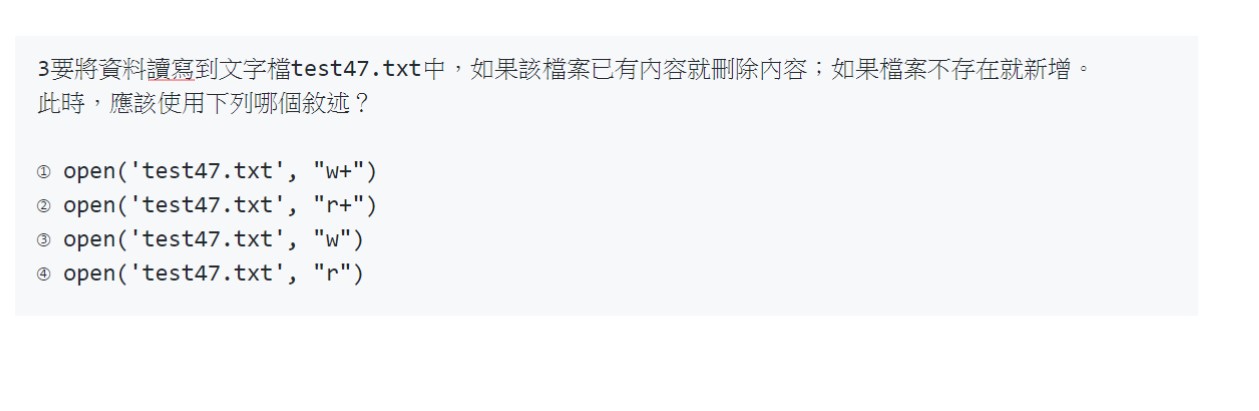 3要將資料讀寫到文字檔test47.txt中，如果該檔案已有內容就刪除內容；如果檔案不存在就新增。
此時，應該使用下列哪個敘述？
① open('test47.txt', "w+")
② open('test47.txt', "r+")
③ open('test47.txt', "w")
④ open('test47.txt', "r")